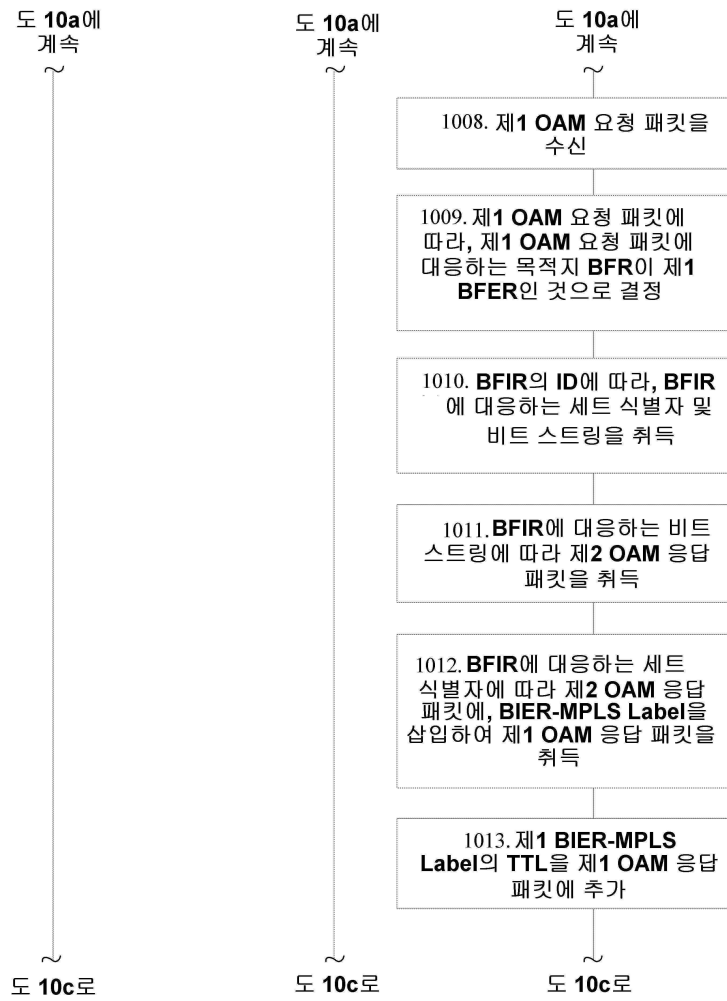 도 10a에
계속
도 10a에
계속
도 10a에
계속
1008. 제1 OAM 요청 패킷을
수신
1009. 제1 OAM 요청 패킷에
따라, 제1 OAM 요청 패킷에
대응하는 목적지 BFR이 제1
BFER인 것으로 결정
1010. BFIR의 ID에 따라, BFIR
에 대응하는 세트 식별자 및
비트 스트링을 취득
1011. BFIR에 대응하는 비트
스트링에 따라 제2 OAM 응답
패킷을 취득
1012. BFIR에 대응하는 세트
식별자에 따라 제2 OAM 응답
패킷에, BIER-MPLS Label을
삽입하여 제1 OAM 응답 패킷을
취득
1013. 제1 BIER-MPLS
Label의 TTL을 제1 OAM 응답
패킷에 추가
도 10c로
도 10c로
도 10c로